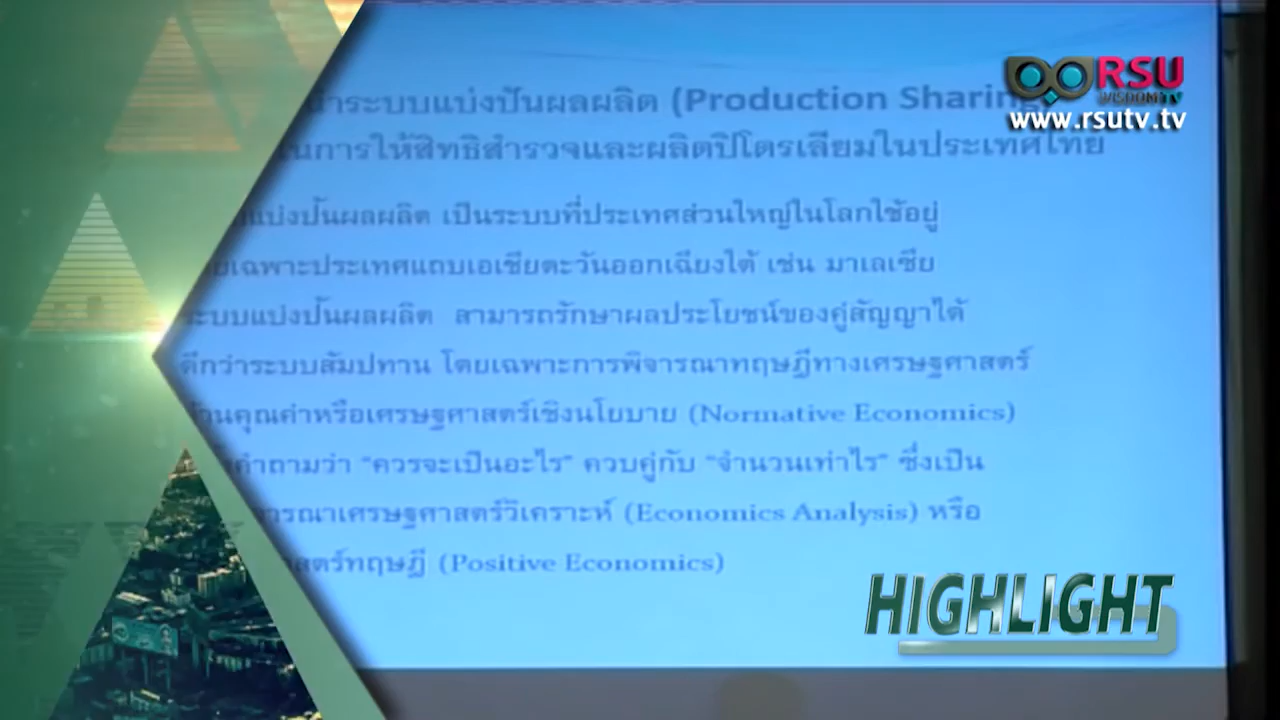 RSU
WISDOM TV
www.rsutv.tv
ระบบแบ่งปันผลผลิต (Production Sharing
ในการให้สิทธิสำรวจและผลิตปิโตรเลียมในประเทศไทย
แบ่งปันผลผลิต เป็นระบบที่ประเทศส่วนใหญ่ในโลกใช้อยู่
เฉพาะประเทศแถบเอเชียตะวันออกเฉียงใต้ เช่น มาเลเซีย
ระบบแบ่งปันผลผลิต สามารถรักษาผลประโยชน์ของคู่สัญญาได้
ดีกว่าระบบสัมปทาน โดยเฉพาะการพิจารณาทฤษฎีทางเศรษฐศาสตร์
คุณค่าหรือเศรษฐศาสตร์เชิงนโยบาย (Normative Economics)
คำถามว่า "ควรจะเป็นอะไร" ควบคู่กับ "จำนวนเท่าไร" ซึ่งเป็น
รณาเศรษฐศาสตร์วิเคราะห์ (Economics Analysis) หรือ
สตร์ทฤษฎี (Positive Economics)
HIGHLIGHT